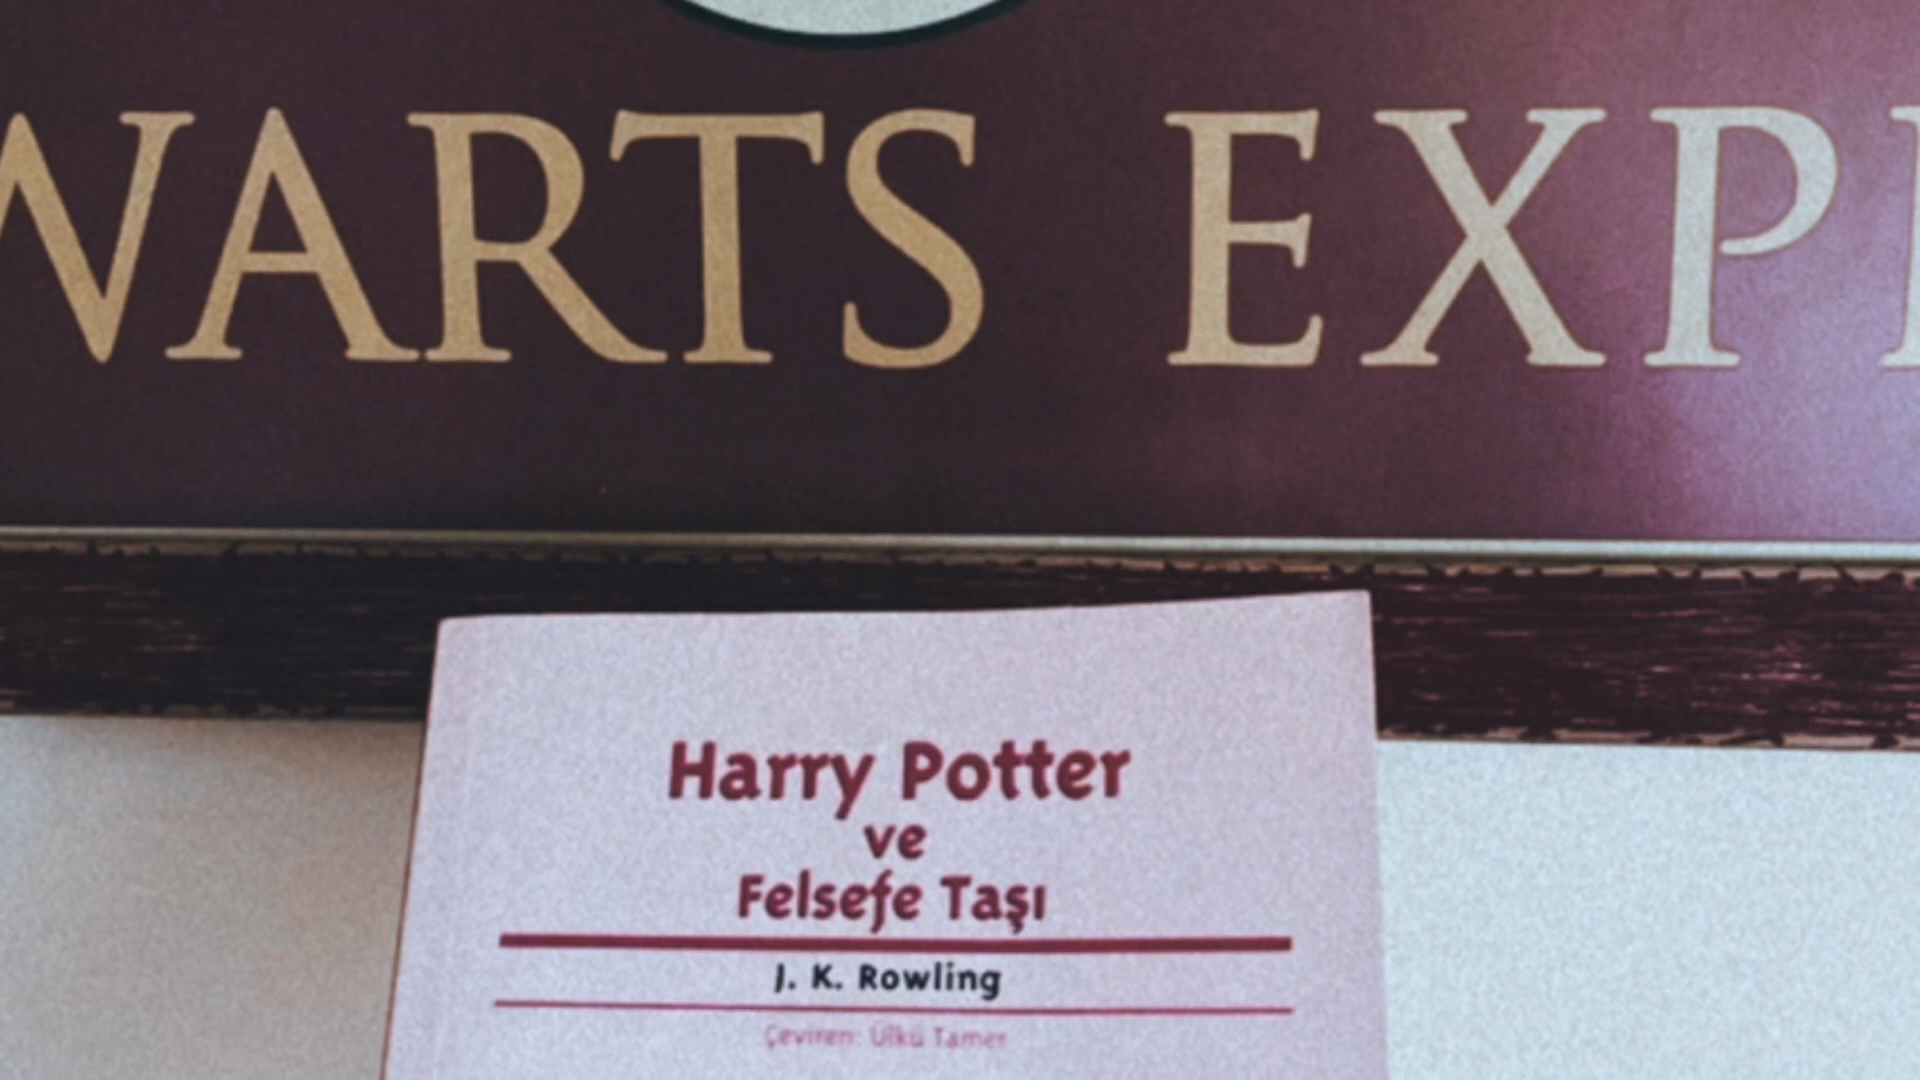 WARTS EXP
Harry Potter
ve
Felsefe Taşı
J. K. Rowling
Çeviren: Ülkü Tamer